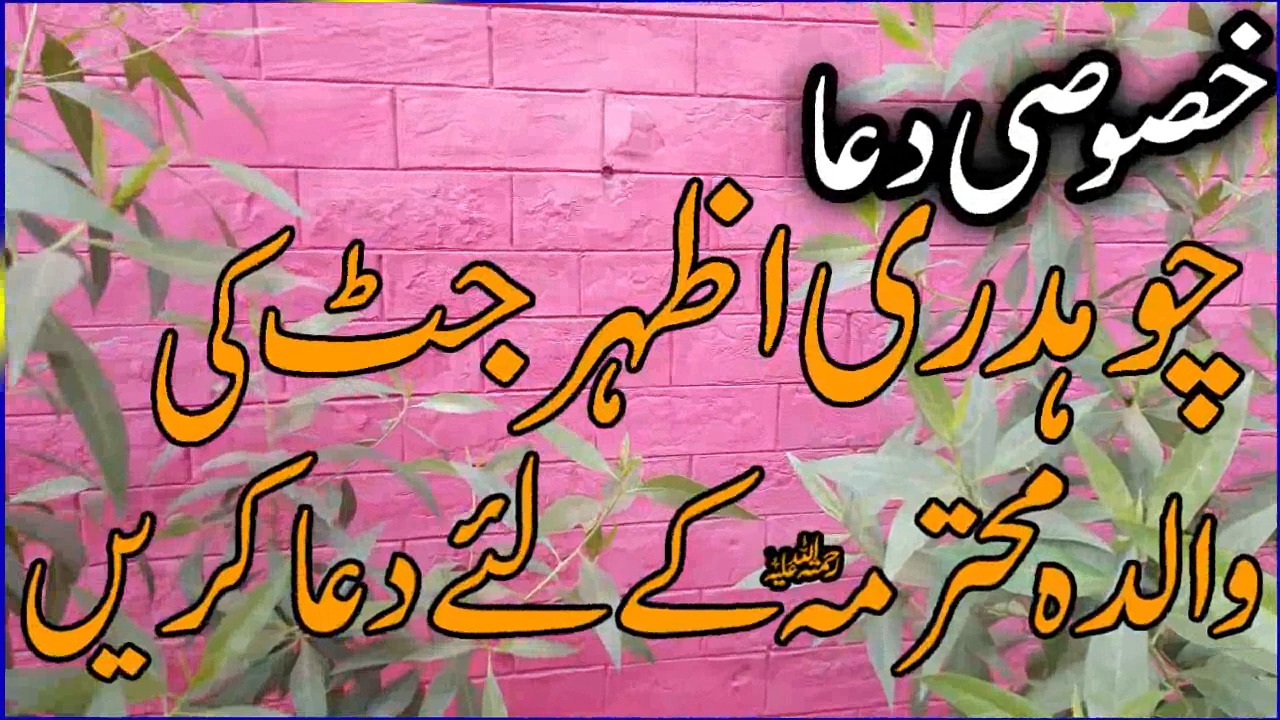 خصوصی دعا
چوہدری اظہر جٹ کی
والدہ محترمہ رحمۃ اللہ علیہا کے لئے دعا کریں